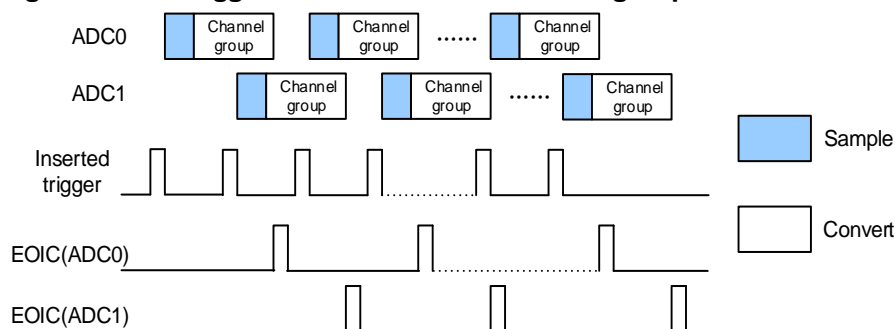 ADC0
Channel
group
Channel
group
......
Channel
group
ADC1
Channel
group
Channel
group
......
Channel
group
Sample
Inserted
trigger
Convert
EOIC(ADC0)
EOIC(ADC1)